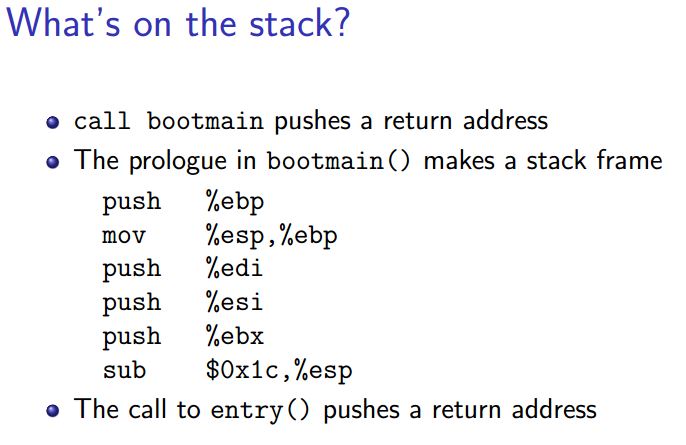 What's on the stack?
call bootmain pushes a return address
The prologue in bootmain() makes a stack frame
push %ebp
mov %esp,%ebp
push %edi
push %esi
push %ebx
sub $0x1c,%esp
The call to entry() pushes a return address